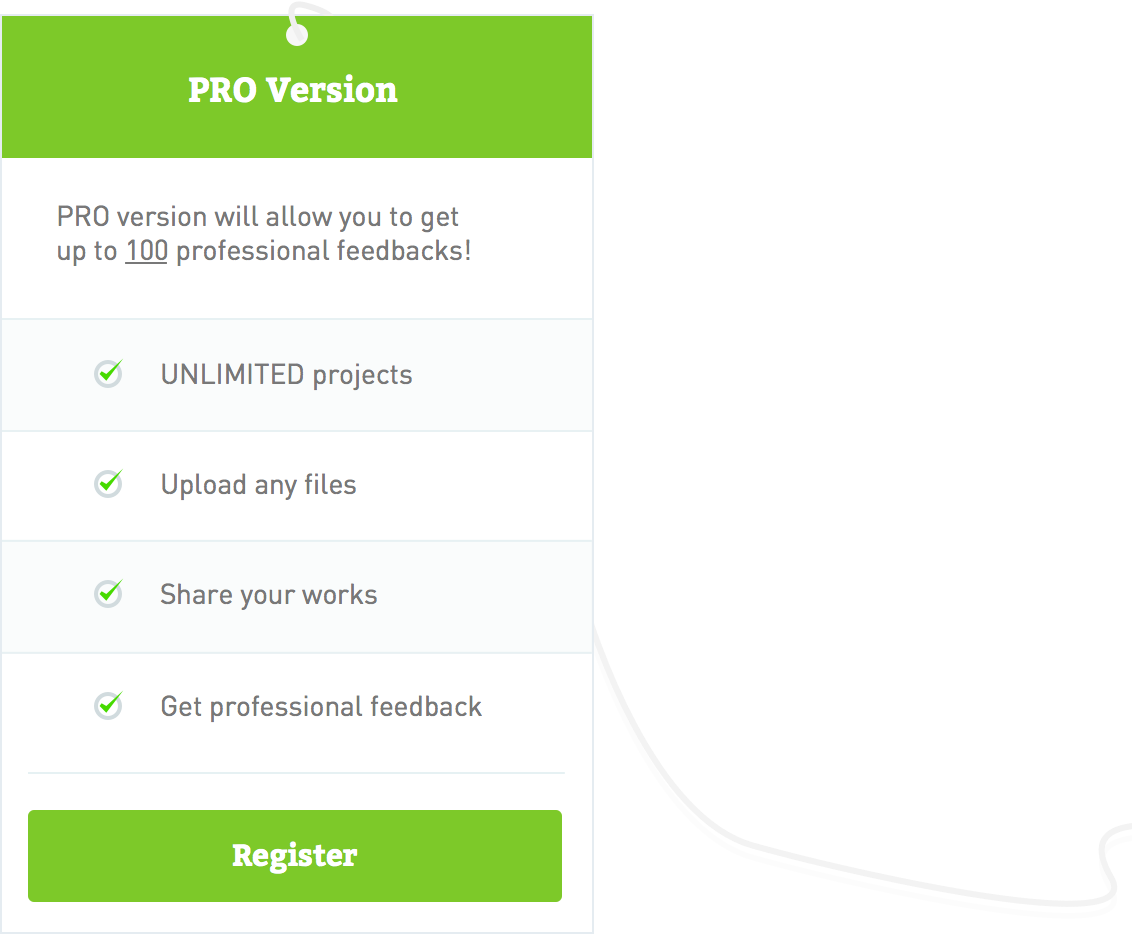 PRO Version
PRO version will allow you to get
up to 100 professional feedbacks!
UNLIMITED projects
Upload any files
Share your works
Get professional feedback
Register